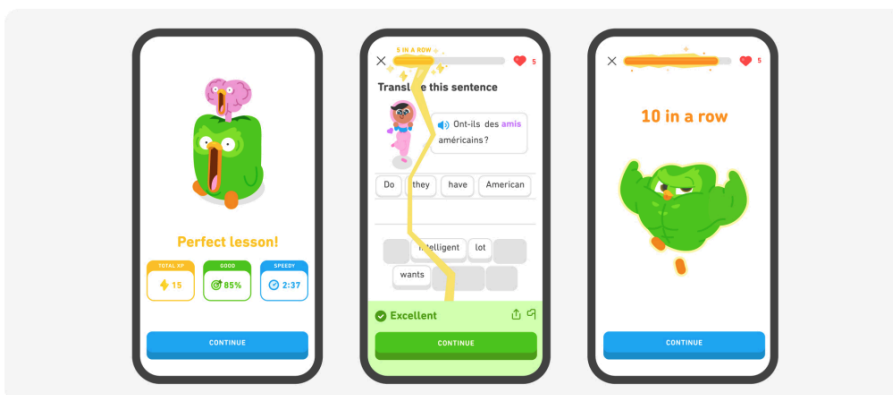 Perfect lesson!
TOTAL XP
GOOD
SPEEDY
15
85%
2:37
CONTINUE
5 IN A ROW
5
Translate this sentence
Ont-ils des amis
américains?
Do they have American
intelligent lot
wants
Excellent
CONTINUE
5
10 in a row
CONTINUE